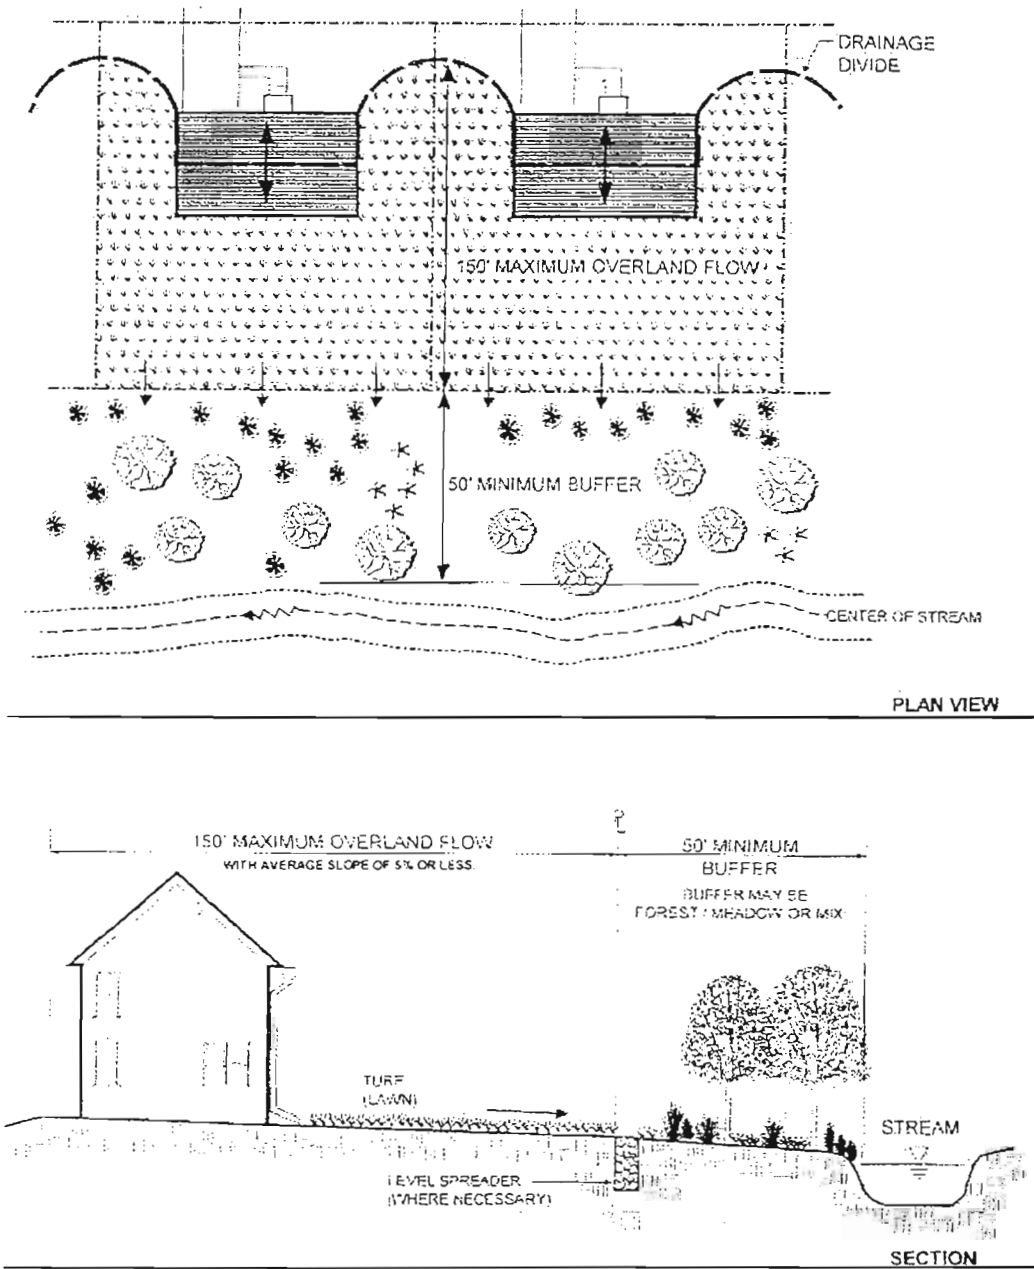 DRAINAGE
DIVIDE
150' MAXIMUM OVERLAND FLOW
50' MINIMUM BUFFER
CENTER OF STREAM
PLAN VIEW
150' MAXIMUM OVERLAND FLOW
WITH AVERAGE SLOPE OF 5% OR LESS.
50' MINIMUM
BUFFER
BUFFER MAY BE
FOREST / MEADOW OR MIX
TURF
(LAWN)
STREAM
LEVEL SPREADER
(WHERE NECESSARY)
SECTION